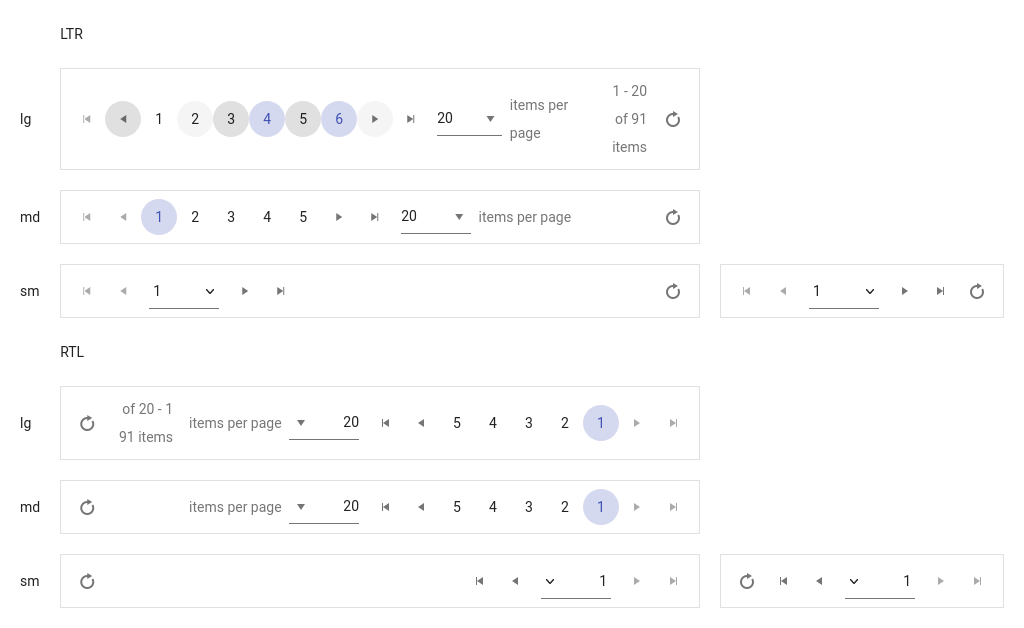 LTR
lg
1 2 3 4 5 6 20 items per page 1 - 20 of 91 items
md
1 2 3 4 5 20 items per page
sm
1
1
RTL
lg
of 20 - 1 91 items items per page 20 5 4 3 2 1
md
items per page 20 5 4 3 2 1
sm
1
1